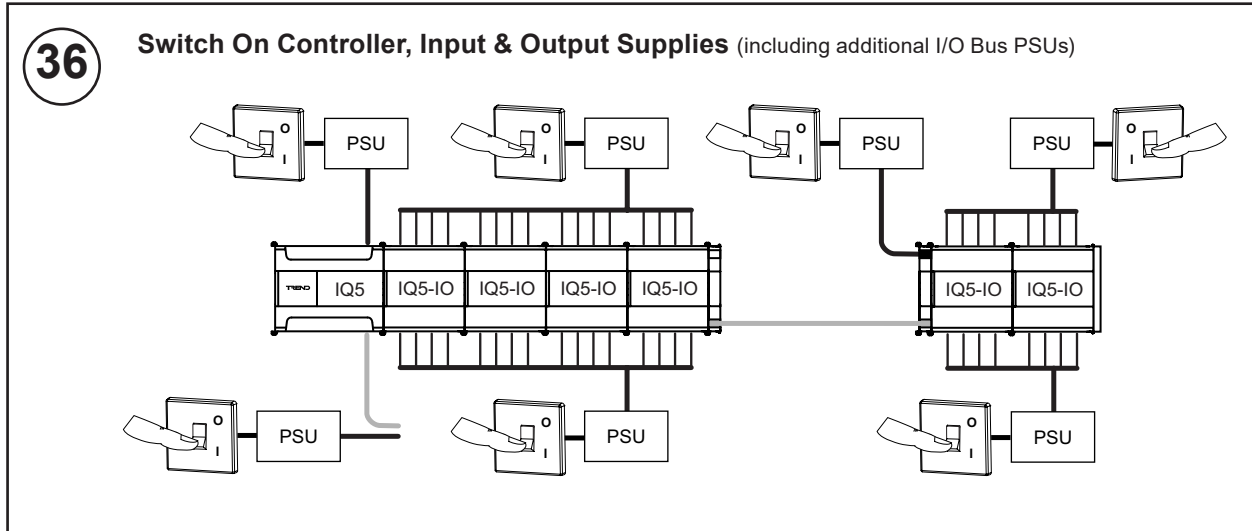 36
Switch On Controller, Input & Output Supplies (including additional I/O Bus PSUs)
O
I
PSU
O
I
PSU
O
I
PSU
PSU
O
I
TREND
IQ5
IQ5-IO
IQ5-IO
IQ5-IO
IQ5-IO
IQ5-IO
IQ5-IO
O
I
PSU
O
I
PSU
O
I
PSU